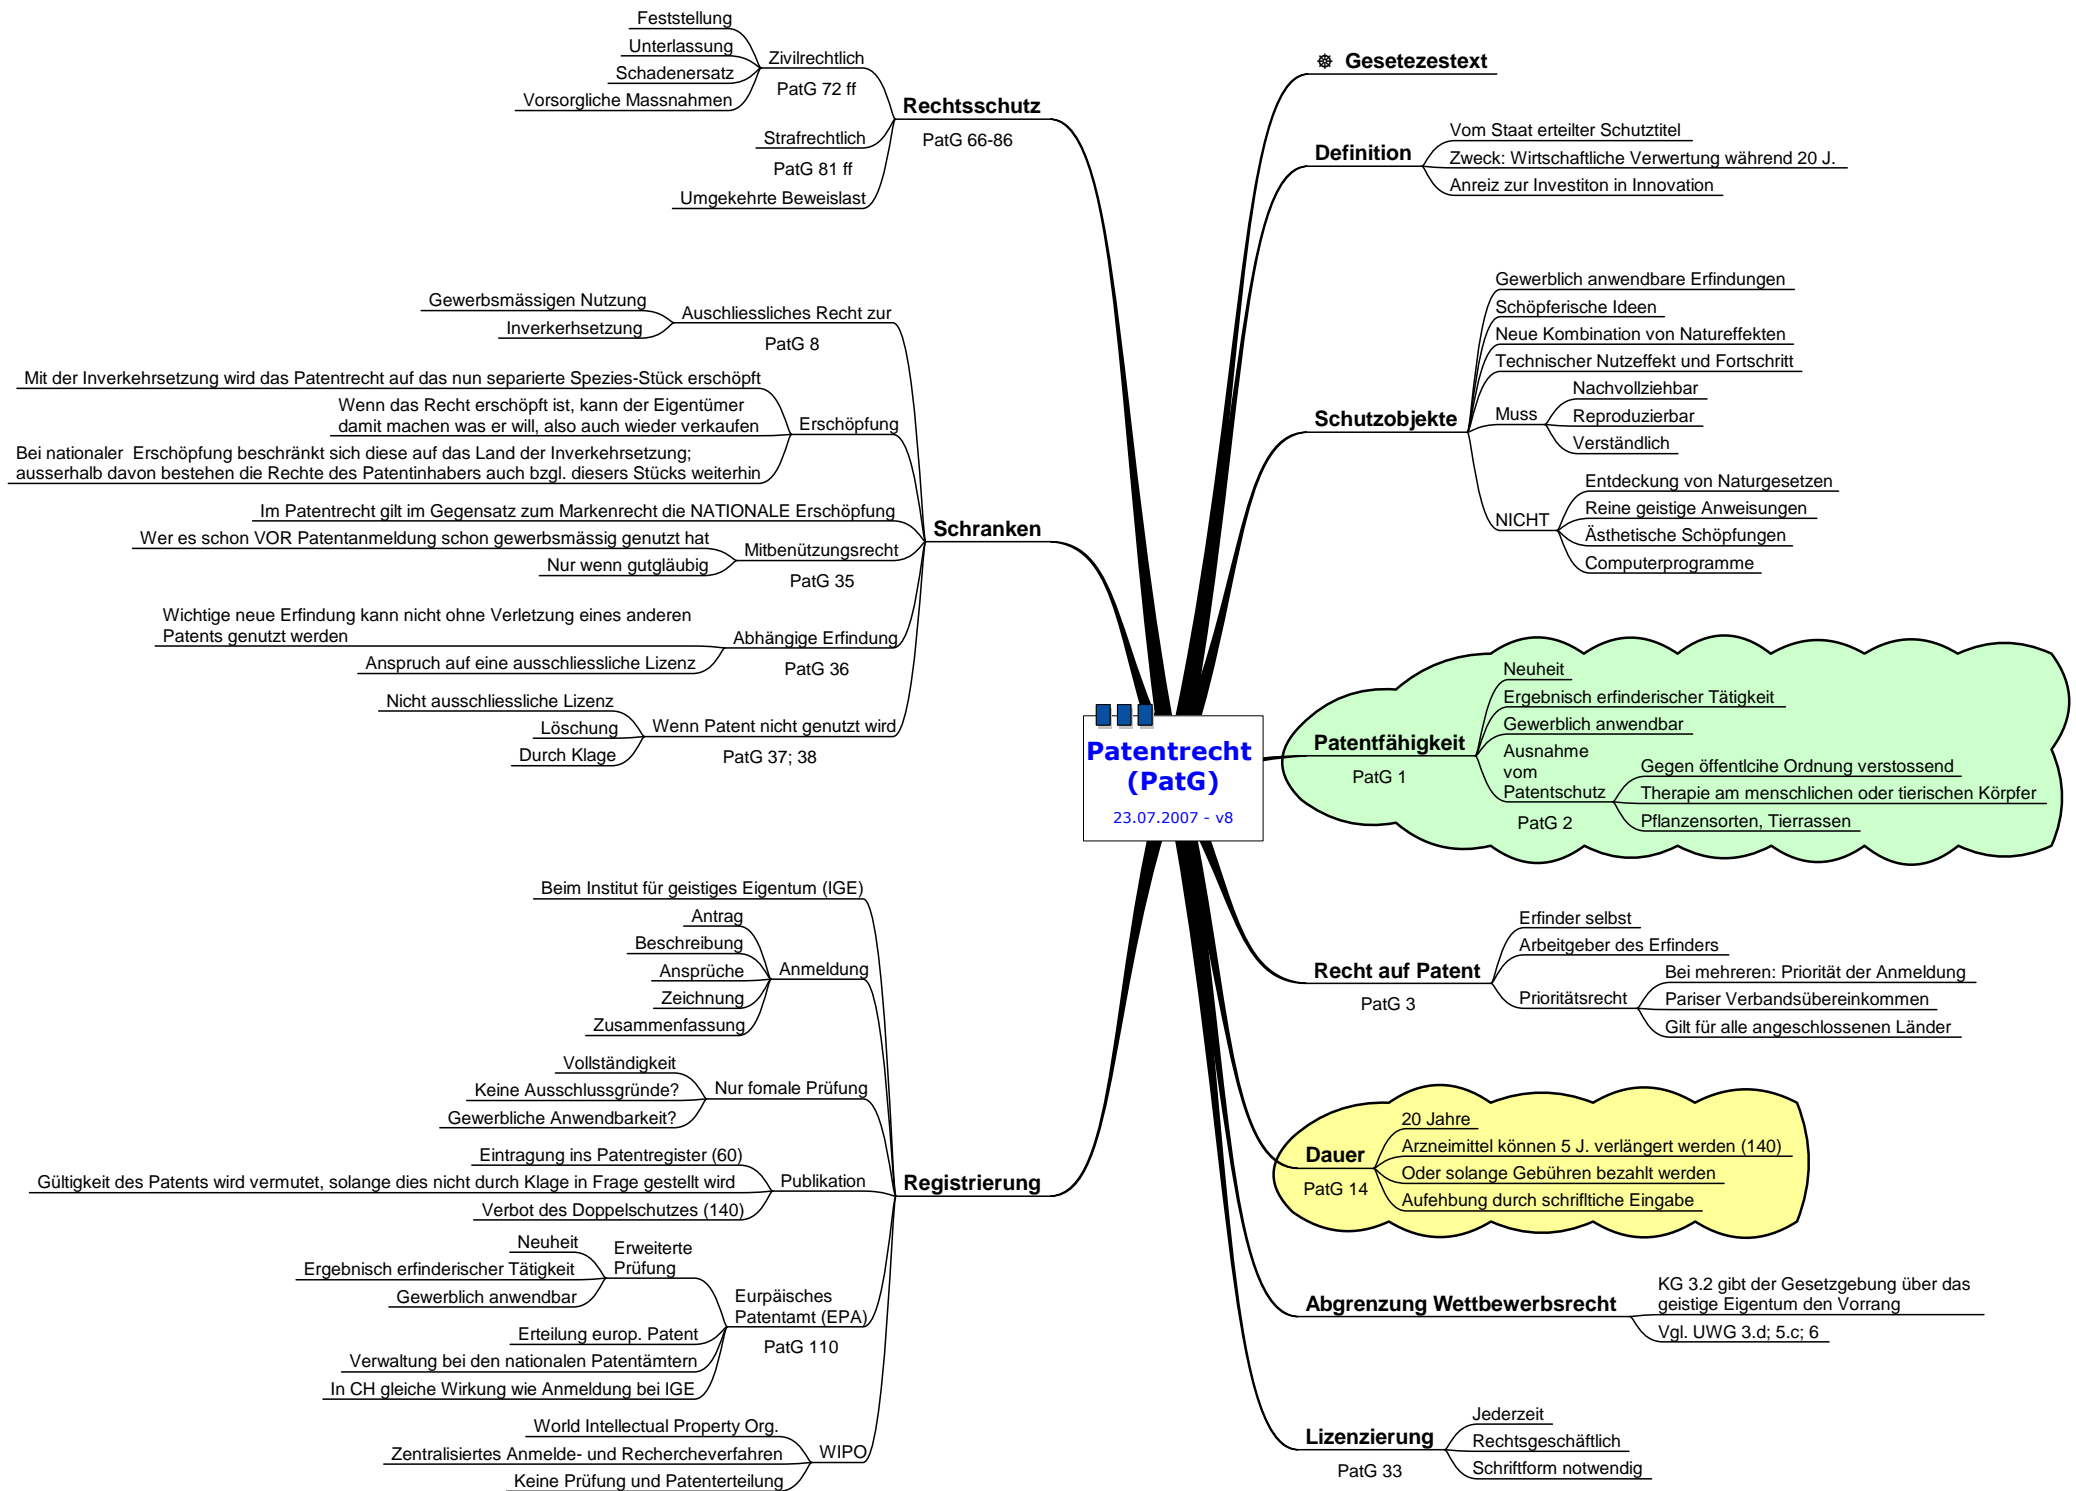 Patentrecht
(PatG)
23.07.2007 - v8
Gesetezestext
Definition
Vom Staat erteilter Schutztitel
Zweck: Wirtschaftliche Verwertung während 20 J.
Anreiz zur Investiton in Innovation
Schutzobjekte
Gewerblich anwendbare Erfindungen
Schöpferische Ideen
Neue Kombination von Natureffekten
Technischer Nutzeffekt und Fortschritt
Muss
Nachvollziehbar
Reproduzierbar
Verständlich
NICHT
Entdeckung von Naturgesetzen
Reine geistige Anweisungen
Ästhetische Schöpfungen
Computerprogramme
Patentfähigkeit
PatG 1
Neuheit
Ergebnisch erfinderischer Tätigkeit
Gewerblich anwendbar
Ausnahme
vom
Patentschutz
PatG 2
Gegen öffentlcihe Ordnung verstossend
Therapie am menschlichen oder tierischen Körpfer
Pflanzensorten, Tierrassen
Recht auf Patent
PatG 3
Erfinder selbst
Arbeitgeber des Erfinders
Prioritätsrecht
Bei mehreren: Priorität der Anmeldung
Pariser Verbandsübereinkommen
Gilt für alle angeschlossenen Länder
Dauer
PatG 14
20 Jahre
Arzneimittel können 5 J. verlängert werden (140)
Oder solange Gebühren bezahlt werden
Aufehbung durch schrifltiche Eingabe
Abgrenzung Wettbewerbsrecht
KG 3.2 gibt der Gesetzgebung über das
geistige Eigentum den Vorrang
Vgl. UWG 3.d; 5.c; 6
Lizenzierung
PatG 33
Jederzeit
Rechtsgeschäftlich
Schriftform notwendig
Rechtsschutz
PatG 66-86
Zivilrechtlich
PatG 72 ff
Feststellung
Unterlassung
Schadenersatz
Vorsorgliche Massnahmen
Strafrechtlich
PatG 81 ff
Umgekehrte Beweislast
Schranken
Auschliessliches Recht zur
PatG 8
Gewerbsmässigen Nutzung
Inverkerhsetzung
Erschöpfung
Mit der Inverkehrsetzung wird das Patentrecht auf das nun separierte Spezies-Stück erschöpft
Wenn das Recht erschöpft ist, kann der Eigentümer
damit machen was er will, also auch wieder verkaufen
Bei nationaler Erschöpfung beschränkt sich diese auf das Land der Inverkehrsetzung;
ausserhalb davon bestehen die Rechte des Patentinhabers auch bzgl. diesers Stücks weiterhin
Im Patentrecht gilt im Gegensatz zum Markenrecht die NATIONALE Erschöpfung
Mitbenützungsrecht
PatG 35
Wer es schon VOR Patentanmeldung schon gewerbsmässig genutzt hat
Nur wenn gutgläubig
Abhängige Erfindung
PatG 36
Wichtige neue Erfindung kann nicht ohne Verletzung eines anderen
Patents genutzt werden
Anspruch auf eine ausschliessliche Lizenz
Wenn Patent nicht genutzt wird
PatG 37; 38
Nicht ausschliessliche Lizenz
Löschung
Durch Klage
Registrierung
Beim Institut für geistiges Eigentum (IGE)
Anmeldung
Antrag
Beschreibung
Ansprüche
Zeichnung
Zusammenfassung
Nur fomale Prüfung
Vollständigkeit
Keine Ausschlussgründe?
Gewerbliche Anwendbarkeit?
Publikation
Eintragung ins Patentregister (60)
Gültigkeit des Patents wird vermutet, solange dies nicht durch Klage in Frage gestellt wird
Verbot des Doppelschutzes (140)
Eurpäisches
Patentamt (EPA)
PatG 110
Erweiterte
Prüfung
Neuheit
Ergebnisch erfinderischer Tätigkeit
Gewerblich anwendbar
Erteilung europ. Patent
Verwaltung bei den nationalen Patentämtern
In CH gleiche Wirkung wie Anmeldung bei IGE
WIPO
World Intellectual Property Org.
Zentralisiertes Anmelde- und Rechercheverfahren
Keine Prüfung und Patenterteilung